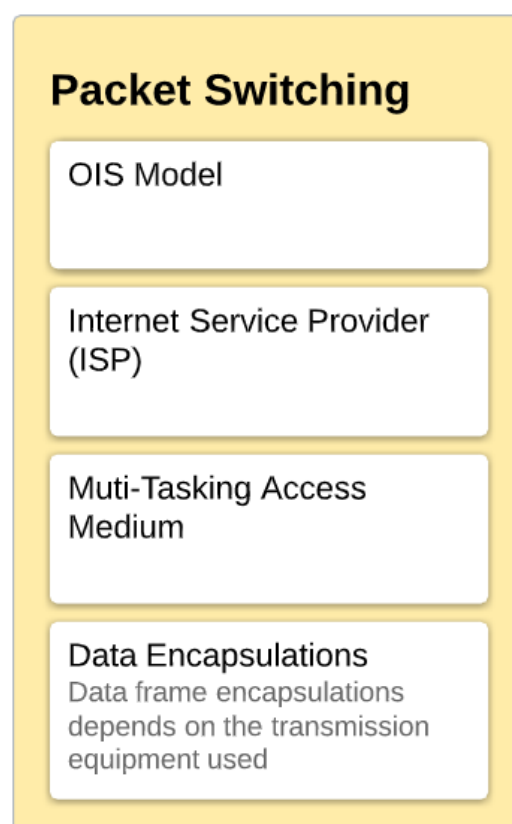 Packet Switching
OIS Model
Internet Service Provider
(ISP)
Muti-Tasking Access
Medium
Data Encapsulations
Data frame encapsulations
depends on the transmission
equipment used